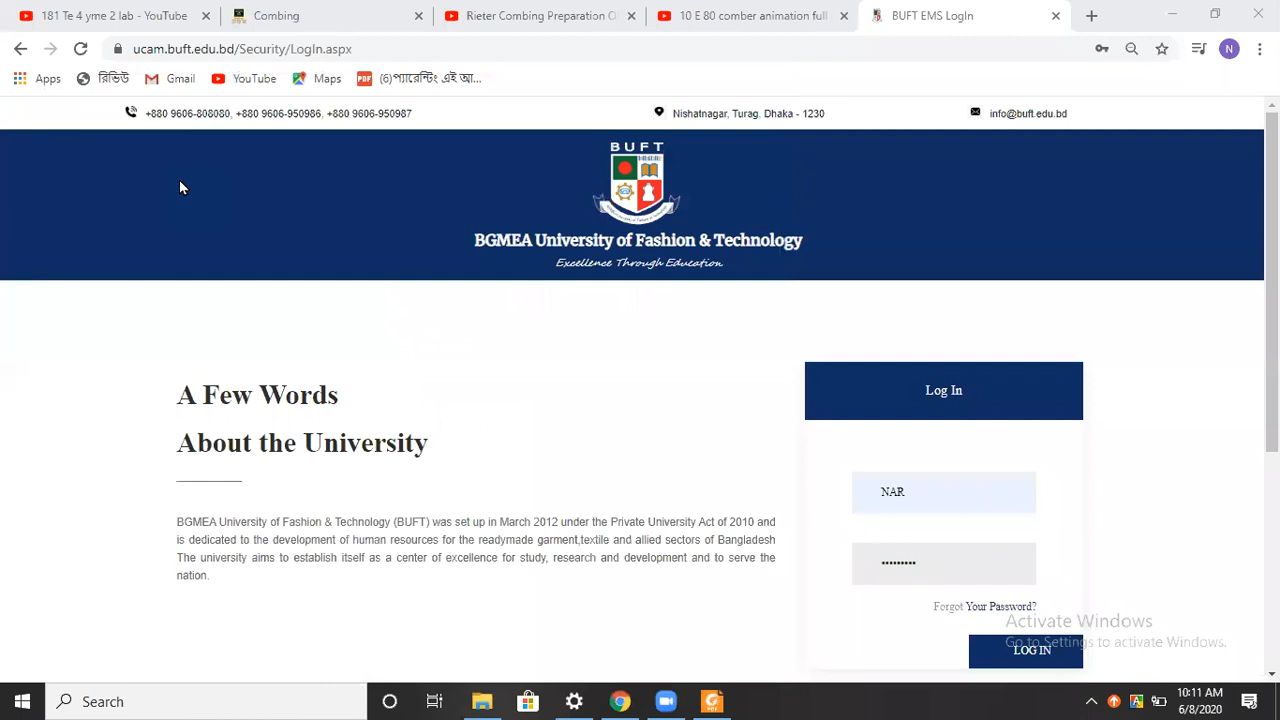 181 Te 4 yme 2 lab - YouTube
Combing
Rieter Combing Preparation O
10 E 80 comber animation full
BUFT EMS LogIn
ucam.buft.edu.bd/Security/LogIn.aspx
N
Apps
রিভিউ
Gmail
YouTube
Maps
PDF
(6)প্যারেন্টিং এই আ...
+880 9606-808080, +880 9606-950986, +880 9606-950987
Nishatnagar, Turag, Dhaka - 1230
info@buft.edu.bd
BUFT
BGMEA University of Fashion & Technology
Excellence Through Education
A Few Words
About the University
BGMEA University of Fashion & Technology (BUFT) was set up in March 2012 under the Private University Act of 2010 and
is dedicated to the development of human resources for the readymade garment,textile and allied sectors of Bangladesh
The university aims to establish itself as a center of excellence for study, research and development and to serve the
nation.
Log In
NAR
•••••••••
Forgot Your Password?
LOG IN
Activate Windows
Go to Settings to activate Windows.
Search
10:11 AM
6/8/2020